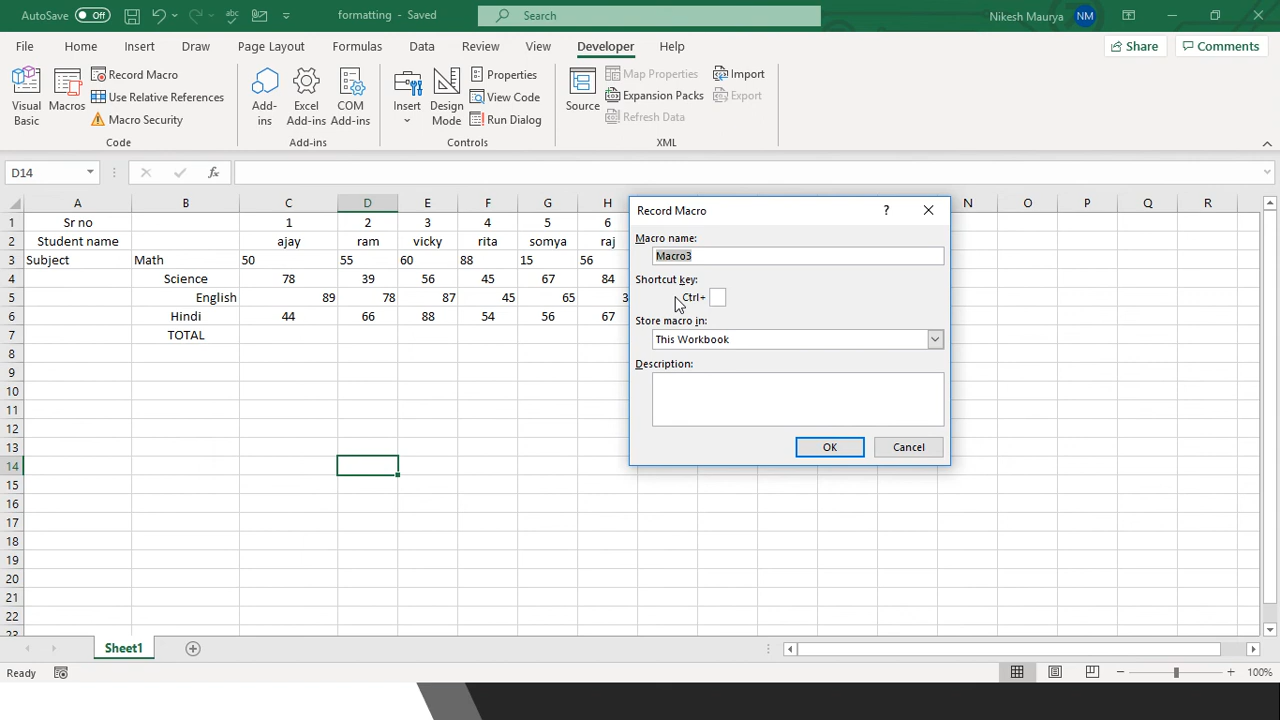 AutoSave Off formatting - Saved Search Nikesh Maurya NM
File Home Insert Draw Page Layout Formulas Data Review View Developer Help Share Comments
Visual Basic
Macros
Record Macro
Use Relative References
Macro Security
Code
Add-ins
Excel Add-ins
COM Add-ins
Add-ins
Insert
Design Mode
Properties
View Code
Run Dialog
Controls
Source
Map Properties
Expansion Packs
Refresh Data
Import
Export
XML
D14 fx
A B C D E F G H N O P Q R
1 Sr no 1 2 3 4 5 6
2 Student name ajay ram vicky rita somya raj
3 Subject Math 50 55 60 88 15 56
4 Science 78 39 56 45 67 84
5 English 89 78 87 45 65 3
6 Hindi 44 66 88 54 56 67
7 TOTAL
8
9
10
11
12
13
14
15
16
17
18
19
20
21
22
23
Record Macro ?
Macro name:
Macro3
Shortcut key:
Ctrl+
Store macro in:
This Workbook
Description:
OK Cancel
Sheet1
Ready 100%